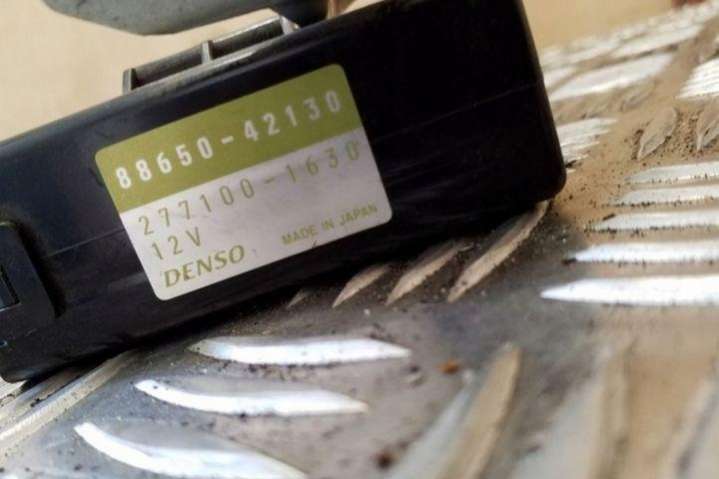 88650-42130
277100-1630
12V
DENSO MADE IN JAPAN